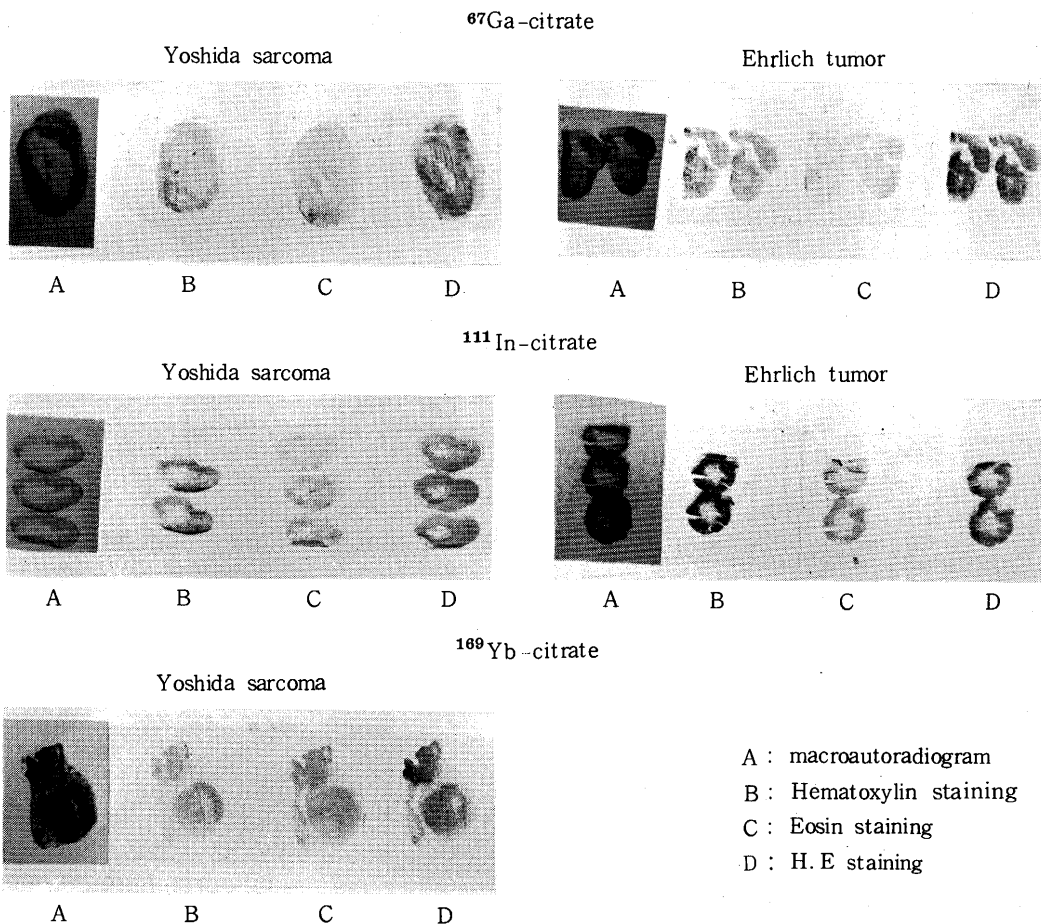 ⁶⁷Ga-citrate
Yoshida sarcoma
Ehrlich tumor
A B C D
A B C D
¹¹¹In-citrate
Yoshida sarcoma
Ehrlich tumor
A B C D
A B C D
¹⁶⁹Yb-citrate
Yoshida sarcoma
A : macroautoradiogram
B : Hematoxylin staining
C : Eosin staining
D : H.E staining
A B C D